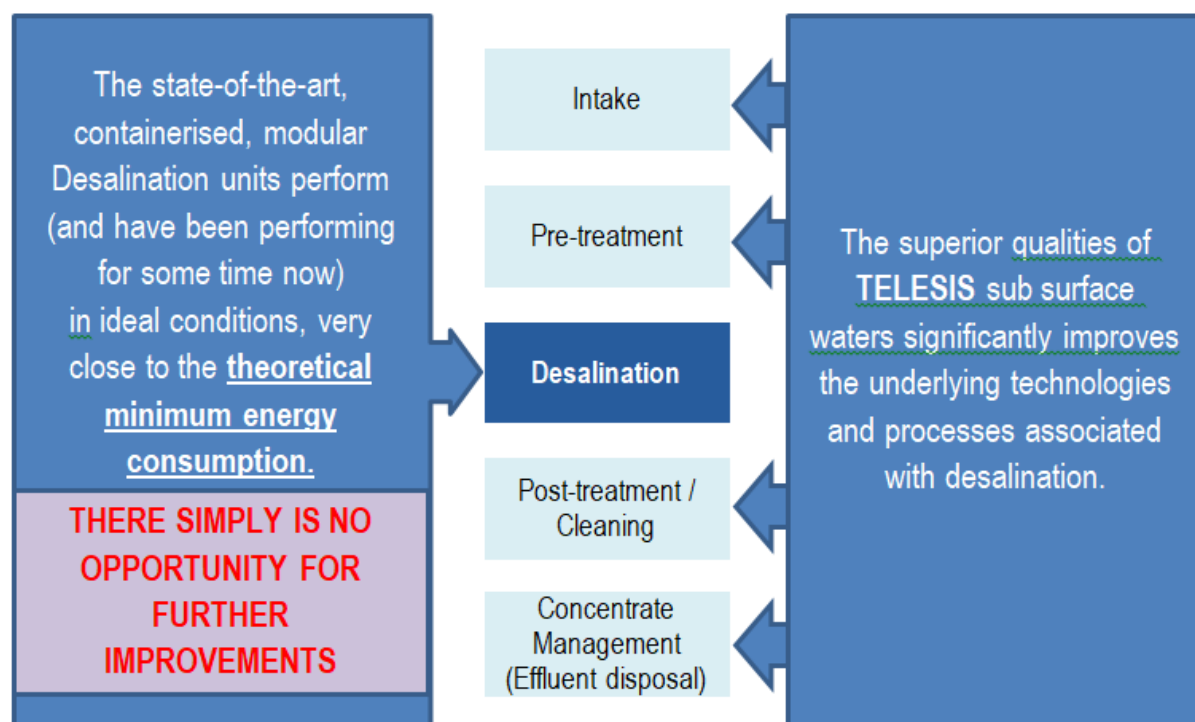 The state-of-the-art,
containerised, modular
Desalination units perform
(and have been performing
for some time now)
in ideal conditions, very
close to the theoretical
minimum energy
consumption.
THERE SIMPLY IS NO
OPPORTUNITY FOR
FURTHER
IMPROVEMENTS
Intake
Pre-treatment
Desalination
Post-treatment /
Cleaning
Concentrate
Management
(Effluent disposal)
The superior qualities of
TELESIS sub surface
waters significantly improves
the underlying technologies
and processes associated
with desalination.